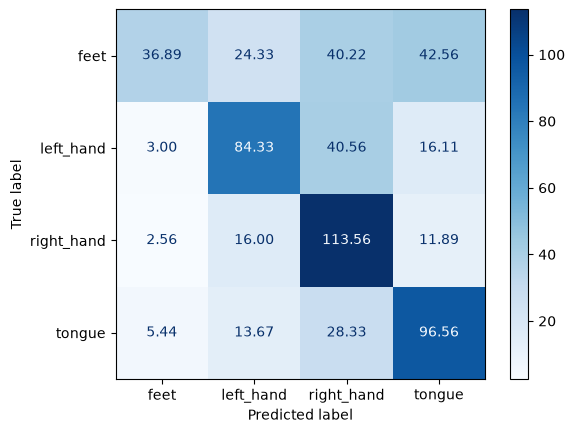 feet 36.89 24.33 40.22 42.56
left_hand 3.00 84.33 40.56 16.11
right_hand 2.56 16.00 113.56 11.89
tongue 5.44 13.67 28.33 96.56
feet left_hand right_hand tongue
Predicted label
True label
100
80
60
40
20